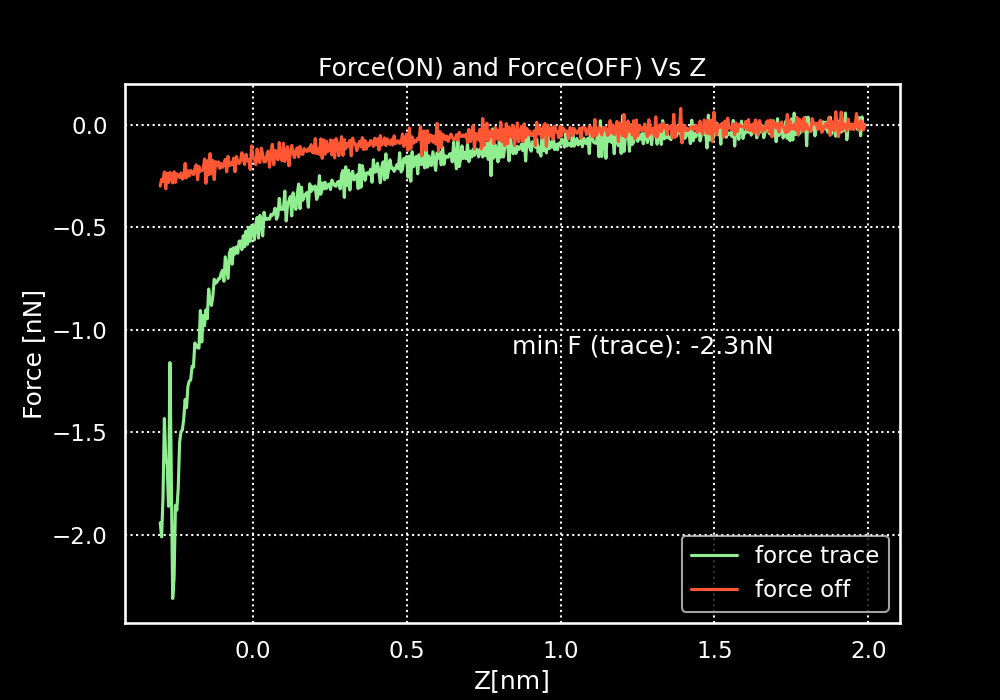 Force(ON) and Force(OFF) Vs Z
0.0
−0.5
−1.0
−1.5
−2.0
Force [nN]
min F (trace): -2.3nN
force trace
force off
0.0 0.5 1.0 1.5 2.0
Z[nm]